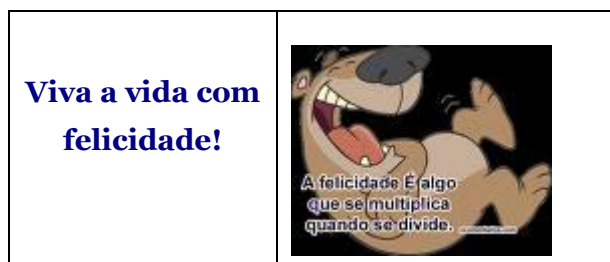 Viva a vida com
felicidade!
A felicidade É algo
que se multiplica
quando se divide.